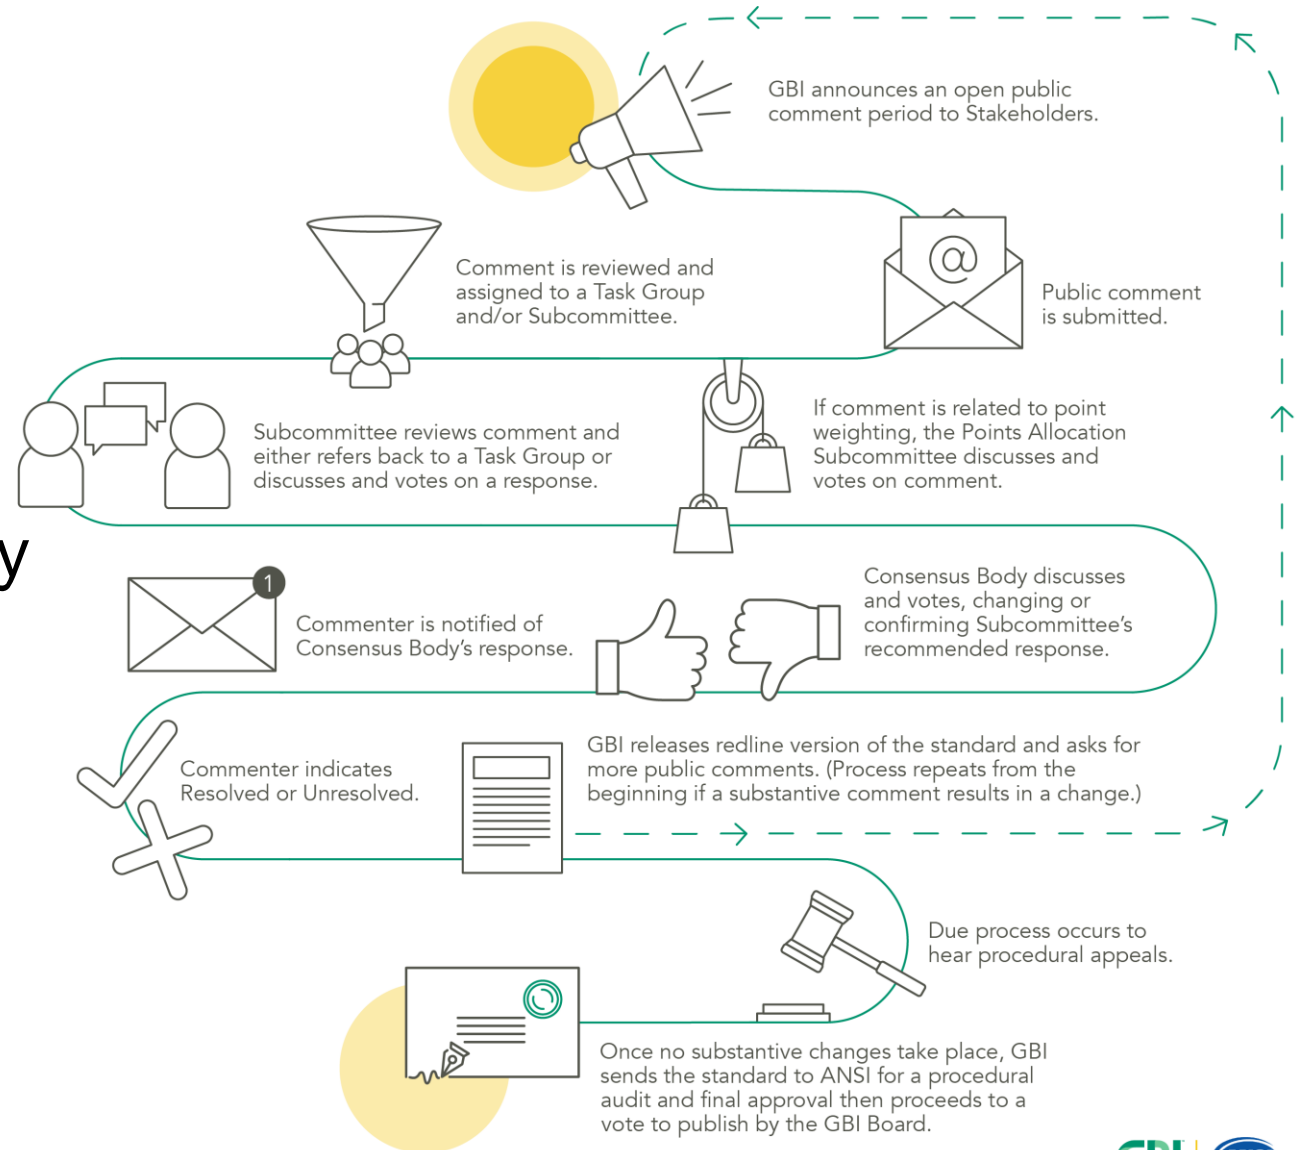 GBI announces an open public
comment period to Stakeholders.
@
Public comment
is submitted.
Comment is reviewed and
assigned to a Task Group
and/or Subcommittee.
Subcommittee reviews comment and
either refers back to a Task Group or
discusses and votes on a response.
If comment is related to point
weighting, the Points Allocation
Subcommittee discusses and
votes on comment.
y
Consensus Body discusses
and votes, changing or
confirming Subcommittee's
recommended response.
1
Commenter is notified of
Consensus Body's response.
Commenter indicates
Resolved or Unresolved.
GBI releases redline version of the standard and asks for
more public comments. (Process repeats from the
beginning if a substantive comment results in a change.)
Due process occurs to
hear procedural appeals.
Once no substantive changes take place, GBI
sends the standard to ANSI for a procedural
audit and final approval then proceeds to a
vote to publish by the GBI Board.
GBI